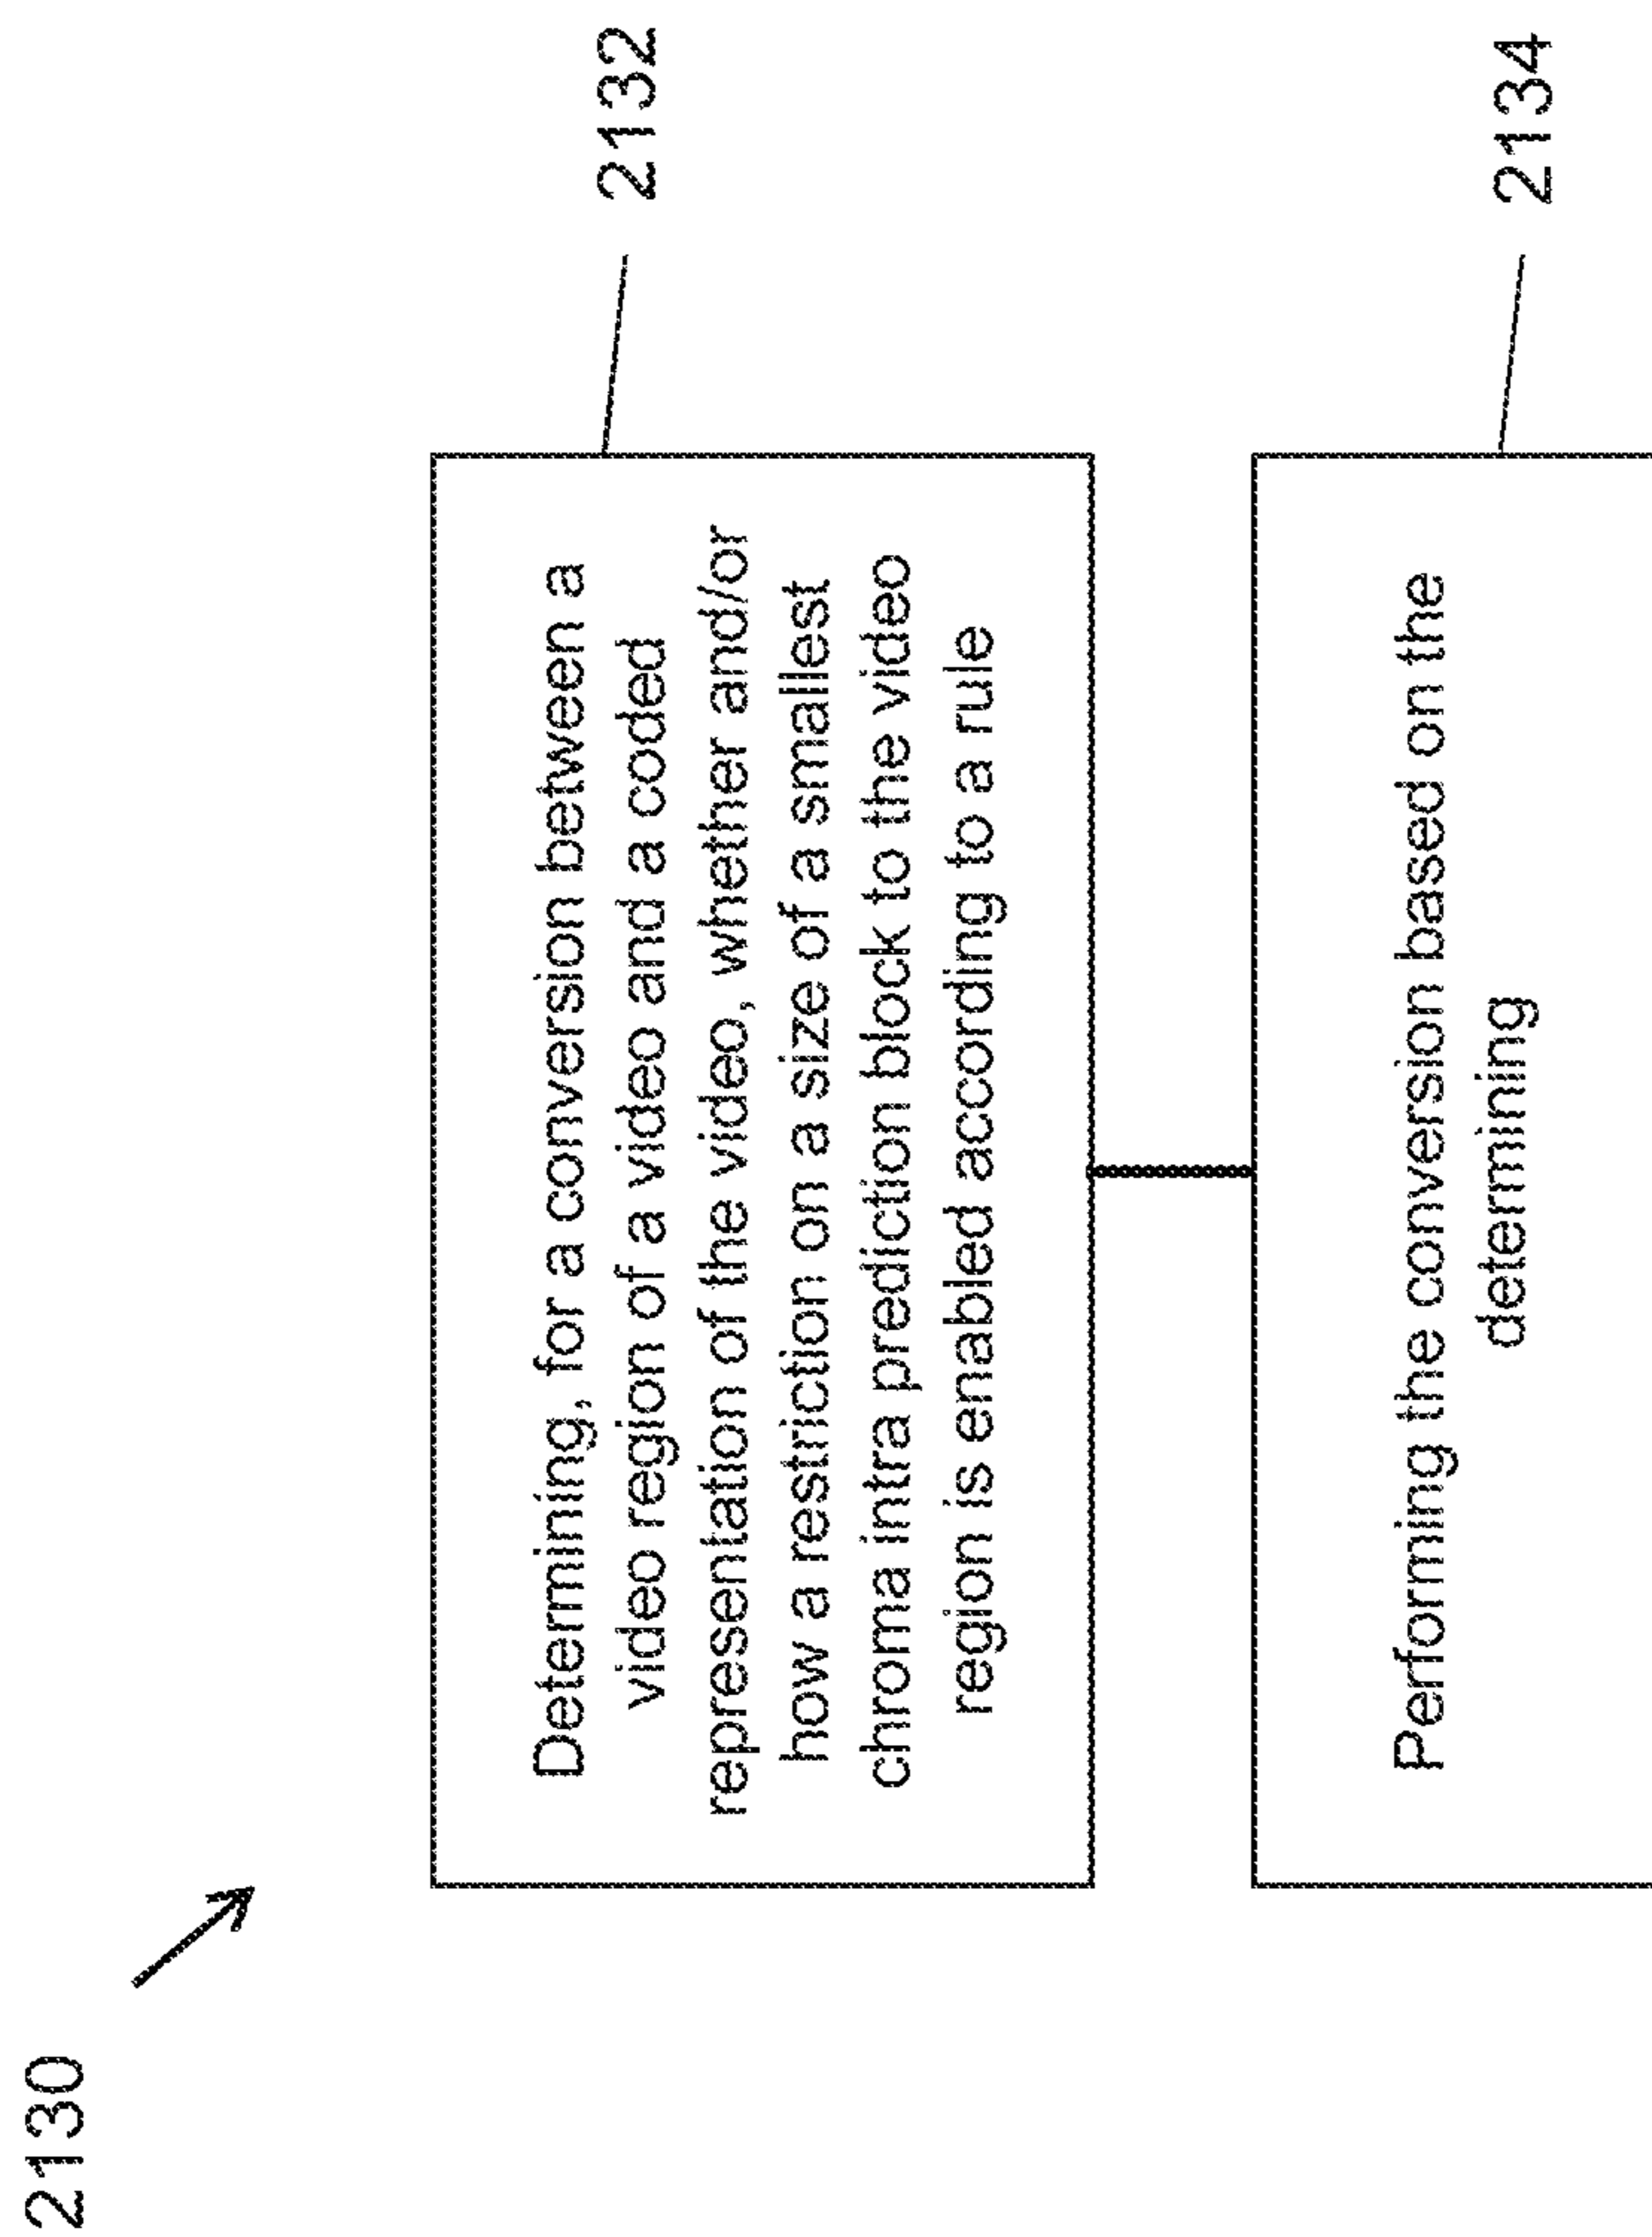 2130
Determining, for a conversion between a
video region of a video and a coded
representation of the video, whether and/or
how a restriction on a size of a smallest
chroma intra prediction block to the video
region is enabled according to a rule
2132
Performing the conversion based on the
determining
2134